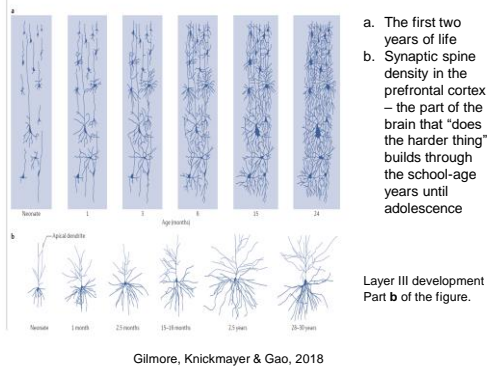 a
Neonate 1 3 6 15 24
Age (months)
b
Apical dendrite
Neonate 1 month 2.5 months 15–18 months 2.5 years 28–30 years
a. The first two
years of life
b. Synaptic spine
density in the
prefrontal cortex
– the part of the
brain that “does
the harder thing”
builds through
the school-age
years until
adolescence
Layer III development
Part b of the figure.
Gilmore, Knickmayer & Gao, 2018